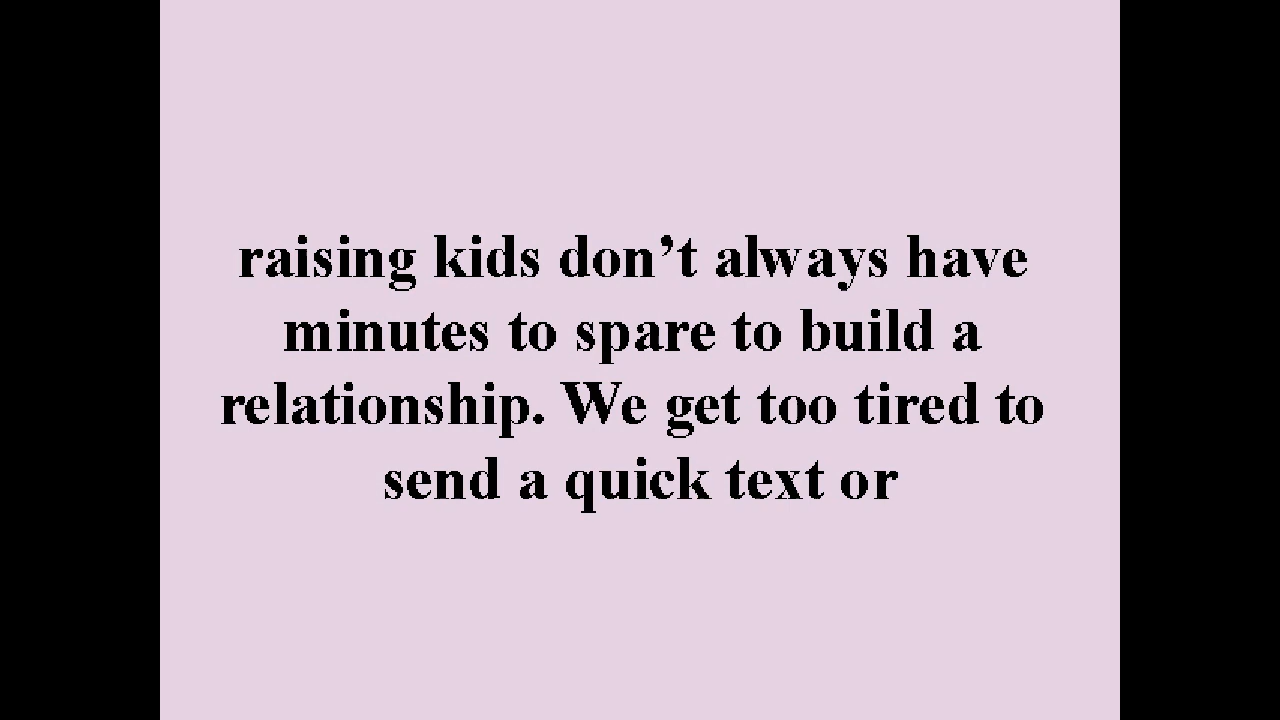 raising kids don’t always have
minutes to spare to build a
relationship. We get too tired to
send a quick text or